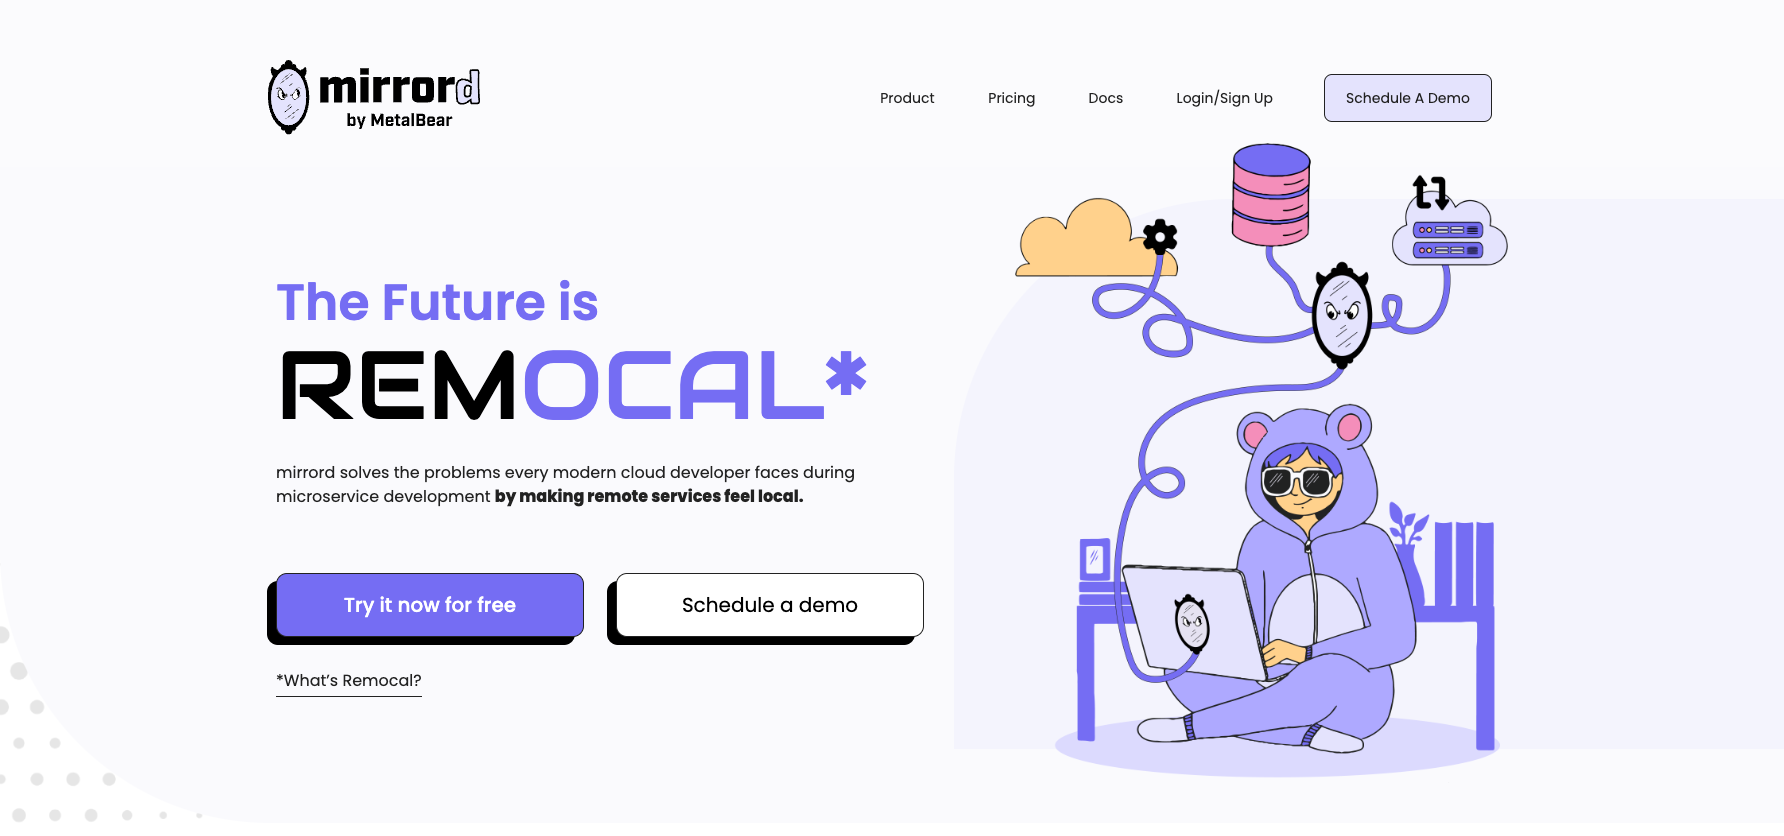 mirrord
by MetalBear
Product
Pricing
Docs
Login/Sign Up
Schedule A Demo
The Future is
REMOCAL*
mirrord solves the problems every modern cloud developer faces during
microservice development by making remote services feel local.
Try it now for free
Schedule a demo
*What’s Remocal?